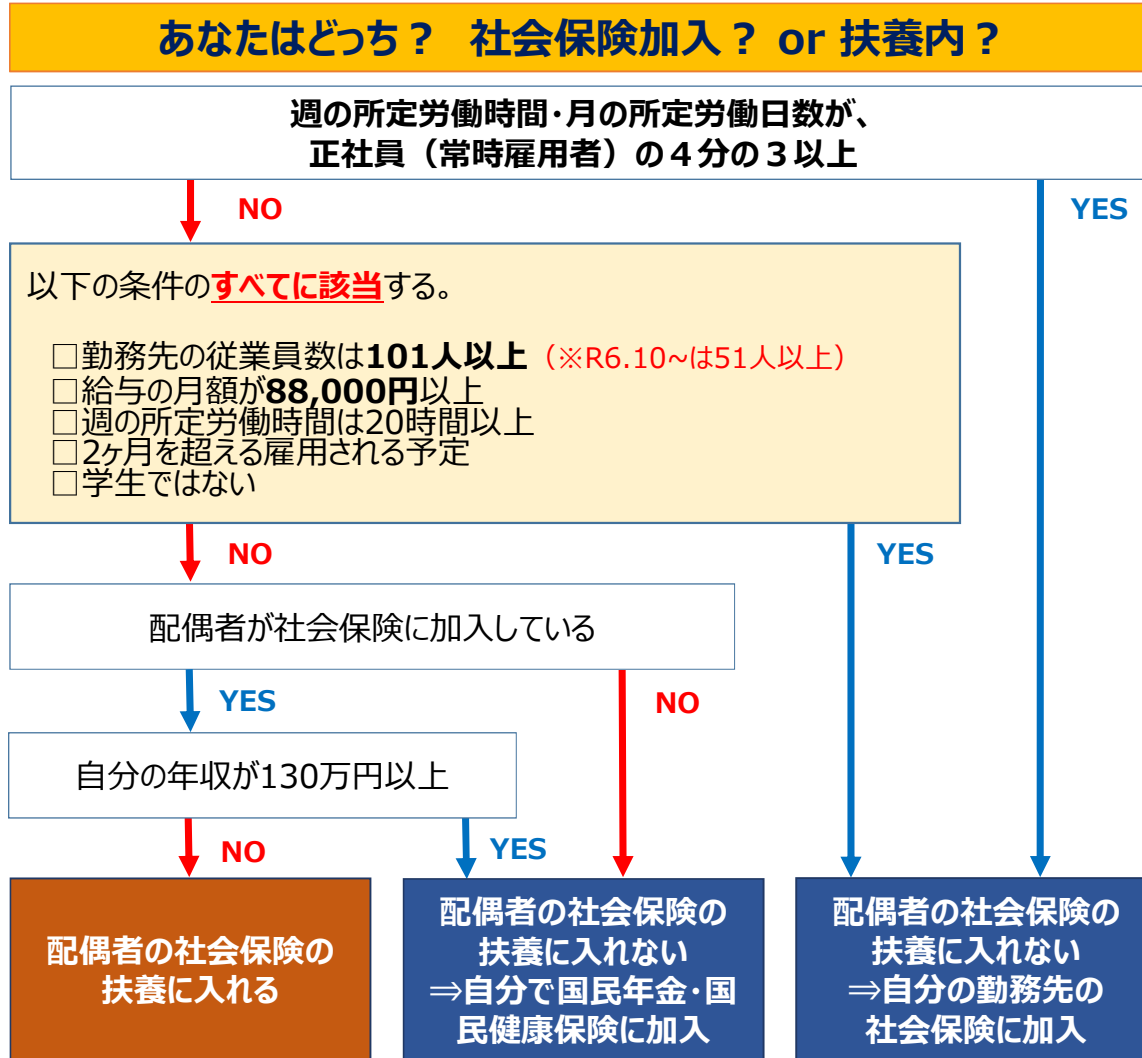 あなたはどっち？ 社会保険加入？ or 扶養内？
週の所定労働時間・月の所定労働日数が、
正社員（常時雇用者）の４分の３以上
NO
YES
以下の条件のすべてに該当する。
□勤務先の従業員数は101人以上（※R6.10~は51人以上）
□給与の月額が88,000円以上
□週の所定労働時間は20時間以上
□2ヶ月を超える雇用される予定
□学生ではない
NO
YES
配偶者が社会保険に加入している
YES
NO
自分の年収が130万円以上
NO
YES
配偶者の社会保険の
扶養に入れる
配偶者の社会保険の
扶養に入れない
⇒自分で国民年金・国
民健康保険に加入
配偶者の社会保険の
扶養に入れない
⇒自分の勤務先の
社会保険に加入